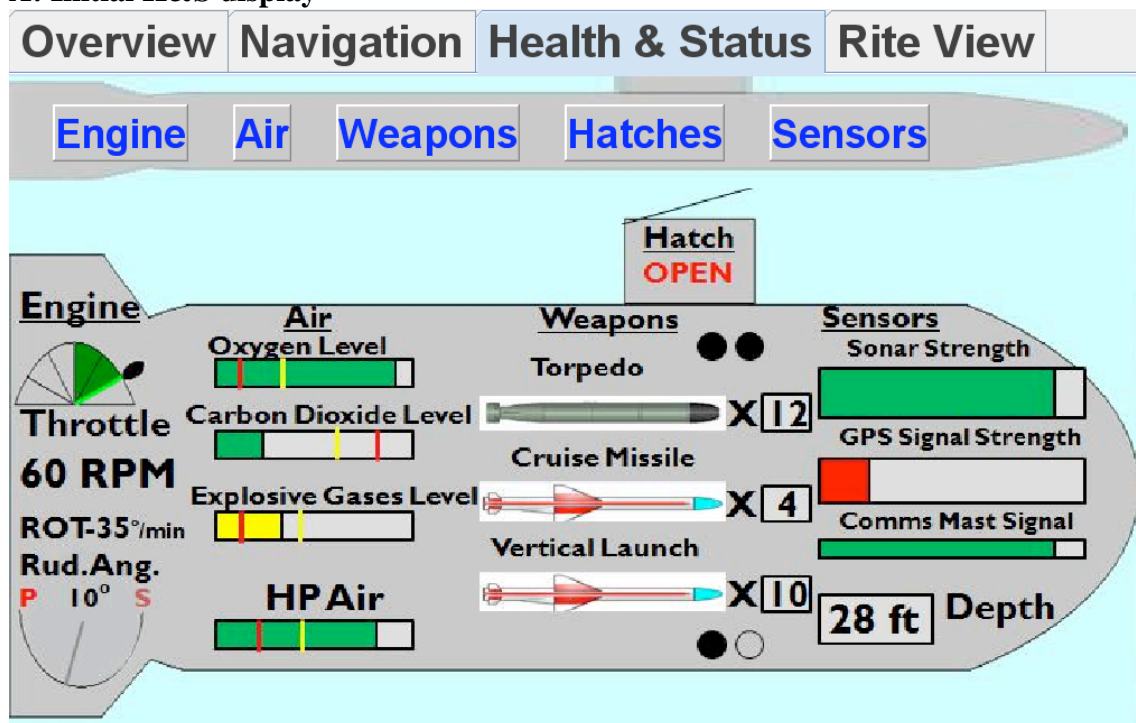 Overview Navigation Health & Status Rite View
Engine Air Weapons Hatches Sensors
Hatch
OPEN
Engine
Throttle
60 RPM
ROT-35°/min
Rud.Ang.
P 10° S
Air
Oxygen Level
Carbon Dioxide Level
Explosive Gases Level
HP Air
Weapons
Torpedo
X 12
Cruise Missile
X 4
Vertical Launch
X 10
Sensors
Sonar Strength
GPS Signal Strength
Comms Mast Signal
28 ft Depth